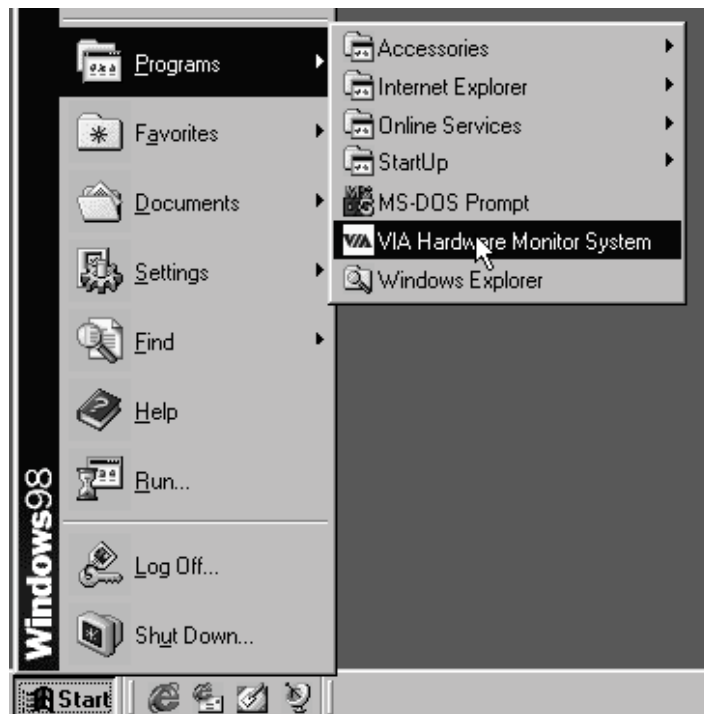 Programs
Favorites
Documents
Settings
Find
Help
Run...
Log Off...
Shut Down...
Windows98
Start
Accessories
Internet Explorer
Online Services
StartUp
MS-DOS Prompt
VIA VIA Hardware Monitor System
Windows Explorer